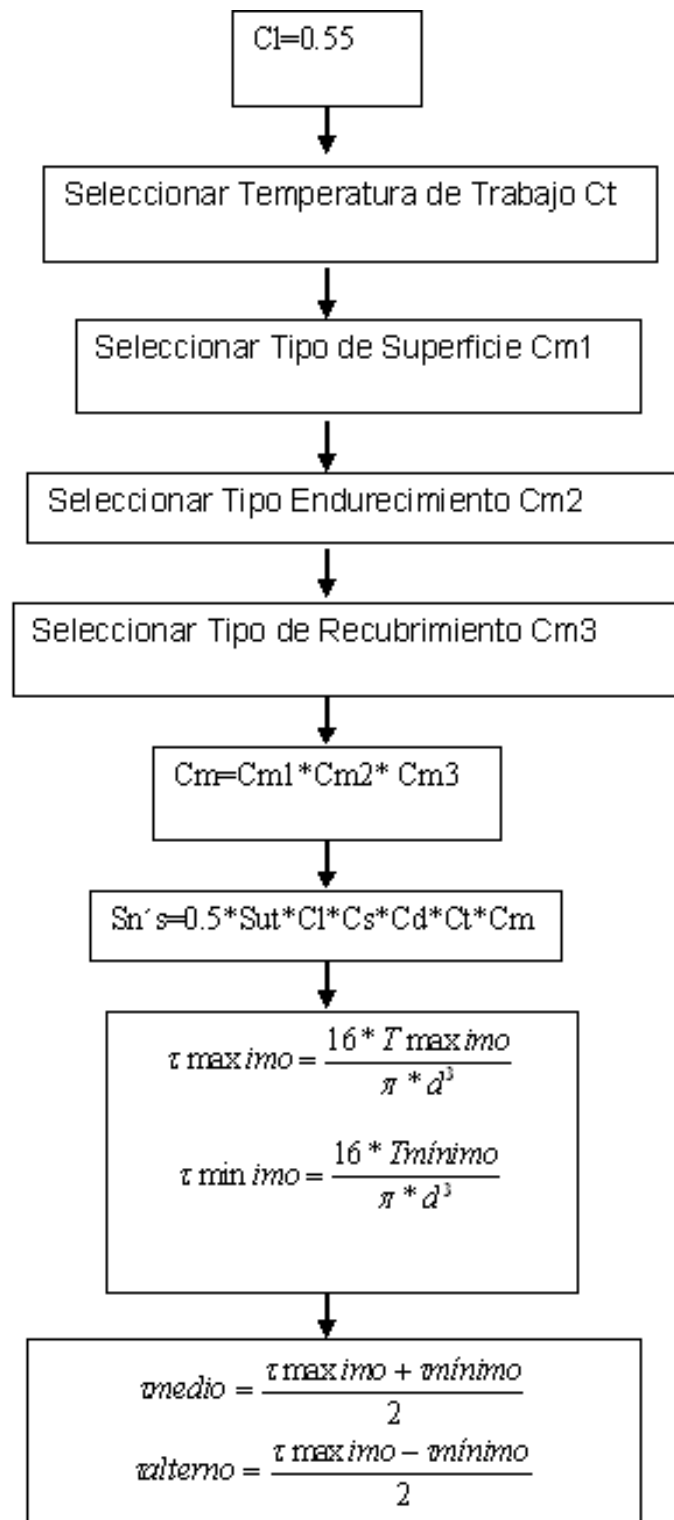 Cl=0.55
Seleccionar Temperatura de Trabajo Ct
Seleccionar Tipo de Superficie Cm1
Seleccionar Tipo Endurecimiento Cm2
Seleccionar Tipo de Recubrimiento Cm3
Cm=Cm1*Cm2* Cm3
Sn´s=0.5*Sut*Cl*Cs*Cd*Ct*Cm
τ maximo = 16 * T maximo / π * d³
τ minimo = 16 * Tmínimo / π * d³
τmedio = τ maximo + τmínimo / 2
τalterno = τ maximo − τmínimo / 2